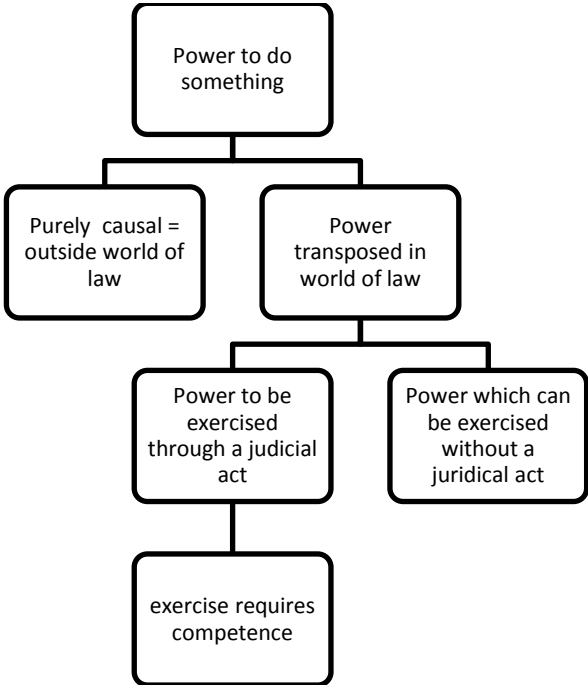 Power to do
something
Purely causal =
outside world of
law
Power
transposed in
world of law
Power to be
exercised
through a judicial
act
Power which can
be exercised
without a
juridical act
exercise requires
competence